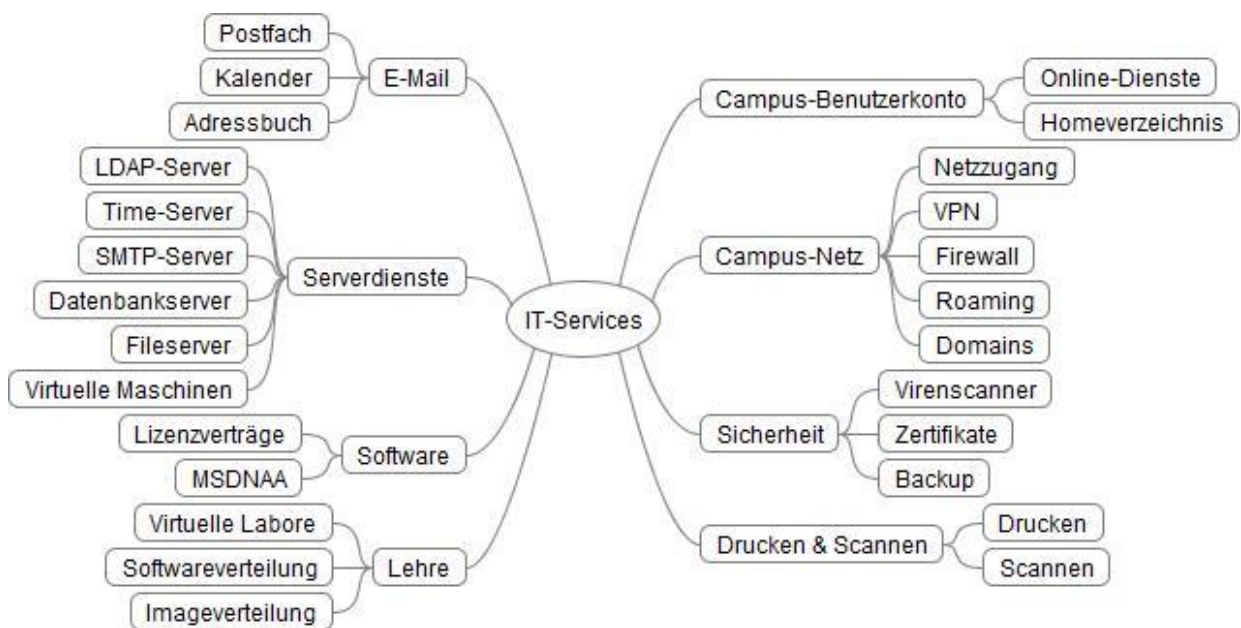 Postfach
Kalender
Adressbuch
E-Mail
LDAP-Server
Time-Server
SMTP-Server
Datenbankserver
Fileserver
Virtuelle Maschinen
Serverdienste
Lizenzverträge
MSDNAA
Software
Virtuelle Labore
Softwareverteilung
Imageverteilung
Lehre
IT-Services
Campus-Benutzerkonto
Online-Dienste
Homeverzeichnis
Campus-Netz
Netzzugang
VPN
Firewall
Roaming
Domains
Sicherheit
Virenscanner
Zertifikate
Backup
Drucken & Scannen
Drucken
Scannen